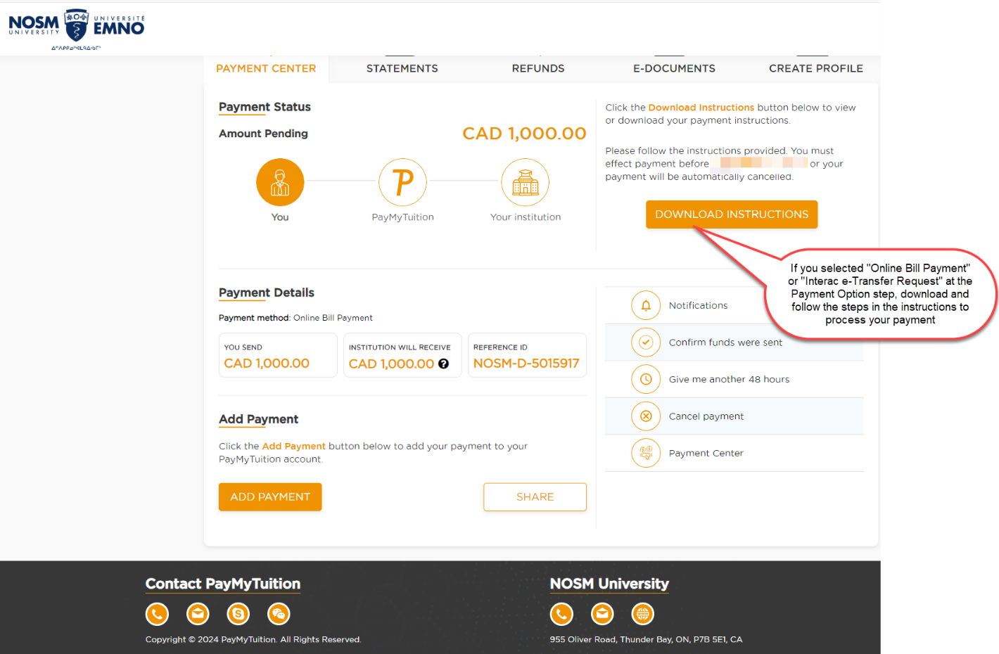 NOSM
UNIVERSITY
UNIVERSITÉ
EMNO
PAYMENT CENTER
STATEMENTS
REFUNDS
E-DOCUMENTS
CREATE PROFILE
Payment Status
Amount Pending
CAD 1,000.00
You
PayMyTuition
Your institution
Click the Download Instructions button below to view
or download your payment instructions.
Please follow the instructions provided. You must
effect payment before or your
payment will be automatically cancelled.
DOWNLOAD INSTRUCTIONS
If you selected "Online Bill Payment"
or "Interac e-Transfer Request" at the
Payment Option step, download and
follow the steps in the instructions to
process your payment
Payment Details
Payment method: Online Bill Payment
YOU SEND
CAD 1,000.00
INSTITUTION WILL RECEIVE
CAD 1,000.00 ?
REFERENCE ID
NOSM-D-5015917
Notifications
Confirm funds were sent
Give me another 48 hours
Cancel payment
Payment Center
Add Payment
Click the Add Payment button below to add your payment to your
PayMyTuition account.
ADD PAYMENT
SHARE
Contact PayMyTuition
Copyright © 2024 PayMyTuition. All Rights Reserved.
NOSM University
955 Oliver Road, Thunder Bay, ON, P7B 5E1, CA